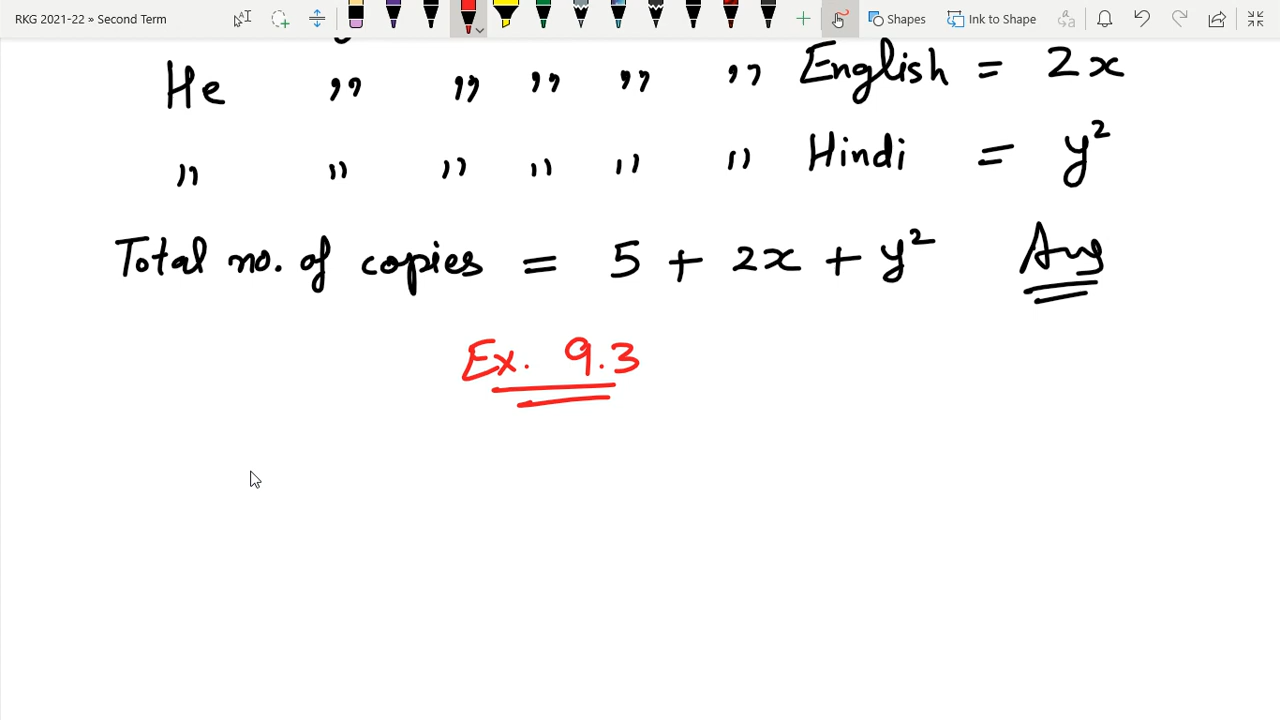 RKG 2021-22 » Second Term
Shapes
Ink to Shape
He " " " " " English = 2x
" " " " " " Hindi = y²
Total no. of copies = 5 + 2x + y² Ans
Ex. 9.3